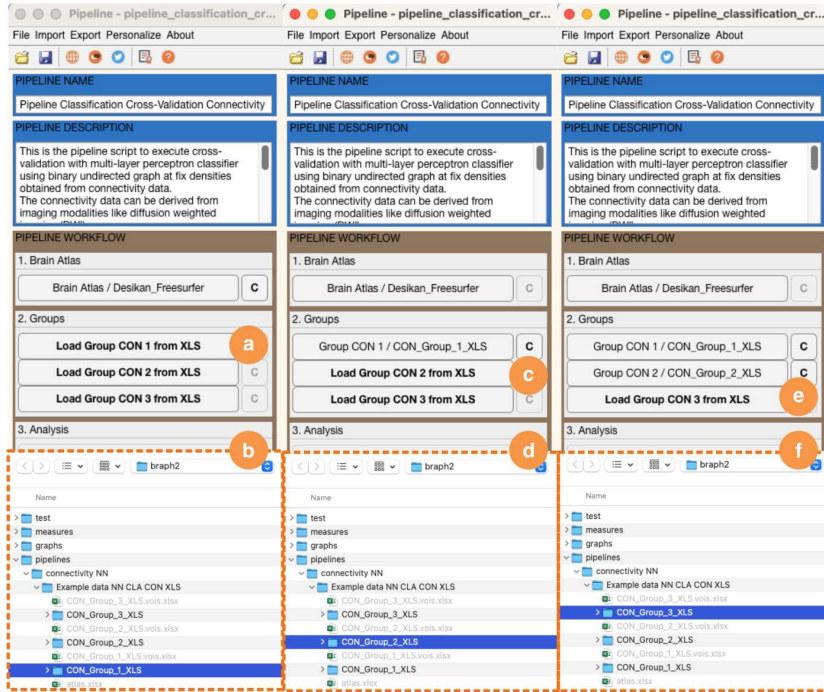 Pipeline - pipeline_classification_cr...
File Import Export Personalize About
PIPELINE NAME
Pipeline Classification Cross-Validation Connectivity
PIPELINE DESCRIPTION
This is the pipeline script to execute cross-
validation with multi-layer perceptron classifier
using binary undirected graph at fix densities
obtained from connectivity data.
The connectivity data can be derived from
imaging modalities like diffusion weighted
PIPELINE WORKFLOW
1. Brain Atlas
Brain Atlas / Desikan_Freesurfer C
2. Groups
Load Group CON 1 from XLS a
Load Group CON 2 from XLS C
Load Group CON 3 from XLS C
3. Analysis
b
braph2
Name
test
measures
graphs
pipelines
connectivity NN
Example data NN CLA CON XLS
CON_Group_3_XLS.vois.xlsx
CON_Group_3_XLS
CON_Group_2_XLS.vois.xlsx
CON_Group_2_XLS
CON_Group_1_XLS.vois.xlsx
CON_Group_1_XLS
atlas.xlsx
Pipeline - pipeline_classification_cr...
File Import Export Personalize About
PIPELINE NAME
Pipeline Classification Cross-Validation Connectivity
PIPELINE DESCRIPTION
This is the pipeline script to execute cross-
validation with multi-layer perceptron classifier
using binary undirected graph at fix densities
obtained from connectivity data.
The connectivity data can be derived from
imaging modalities like diffusion weighted
PIPELINE WORKFLOW
1. Brain Atlas
Brain Atlas / Desikan_Freesurfer C
2. Groups
Group CON 1 / CON_Group_1_XLS C
Load Group CON 2 from XLS c
Load Group CON 3 from XLS C
3. Analysis
d
braph2
Name
test
measures
graphs
pipelines
connectivity NN
Example data NN CLA CON XLS
CON_Group_3_XLS.vois.xlsx
CON_Group_3_XLS
CON_Group_2_XLS.vois.xlsx
CON_Group_2_XLS
CON_Group_1_XLS.vois.xlsx
CON_Group_1_XLS
atlas.xlsx
Pipeline - pipeline_classification_cr...
File Import Export Personalize About
PIPELINE NAME
Pipeline Classification Cross-Validation Connectivity
PIPELINE DESCRIPTION
This is the pipeline script to execute cross-
validation with multi-layer perceptron classifier
using binary undirected graph at fix densities
obtained from connectivity data.
The connectivity data can be derived from
imaging modalities like diffusion weighted
PIPELINE WORKFLOW
1. Brain Atlas
Brain Atlas / Desikan_Freesurfer C
2. Groups
Group CON 1 / CON_Group_1_XLS C
Group CON 2 / CON_Group_2_XLS C
Load Group CON 3 from XLS e
3. Analysis
f
braph2
Name
test
measures
graphs
pipelines
connectivity NN
Example data NN CLA CON XLS
CON_Group_3_XLS.vois.xlsx
CON_Group_3_XLS
CON_Group_2_XLS.vois.xlsx
CON_Group_2_XLS
CON_Group_1_XLS.vois.xlsx
CON_Group_1_XLS
atlas.xlsx